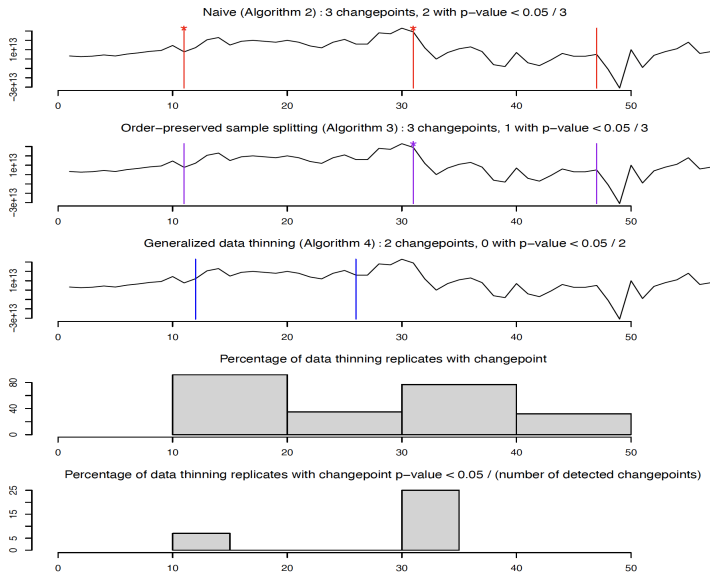 Naive (Algorithm 2) : 3 changepoints, 2 with p-value < 0.05 / 3
*
*
-3e+13 1e+13
0 10 20 30 40 50
Order-preserved sample splitting (Algorithm 3) : 3 changepoints, 1 with p-value < 0.05 / 3
*
-3e+13 1e+13
0 10 20 30 40 50
Generalized data thinning (Algorithm 4) : 2 changepoints, 0 with p-value < 0.05 / 2
-3e+13 1e+13
0 10 20 30 40 50
Percentage of data thinning replicates with changepoint
0 40 80
0 10 20 30 40 50
Percentage of data thinning replicates with changepoint p-value < 0.05 / (number of detected changepoints)
0 5 15 25
0 10 20 30 40 50